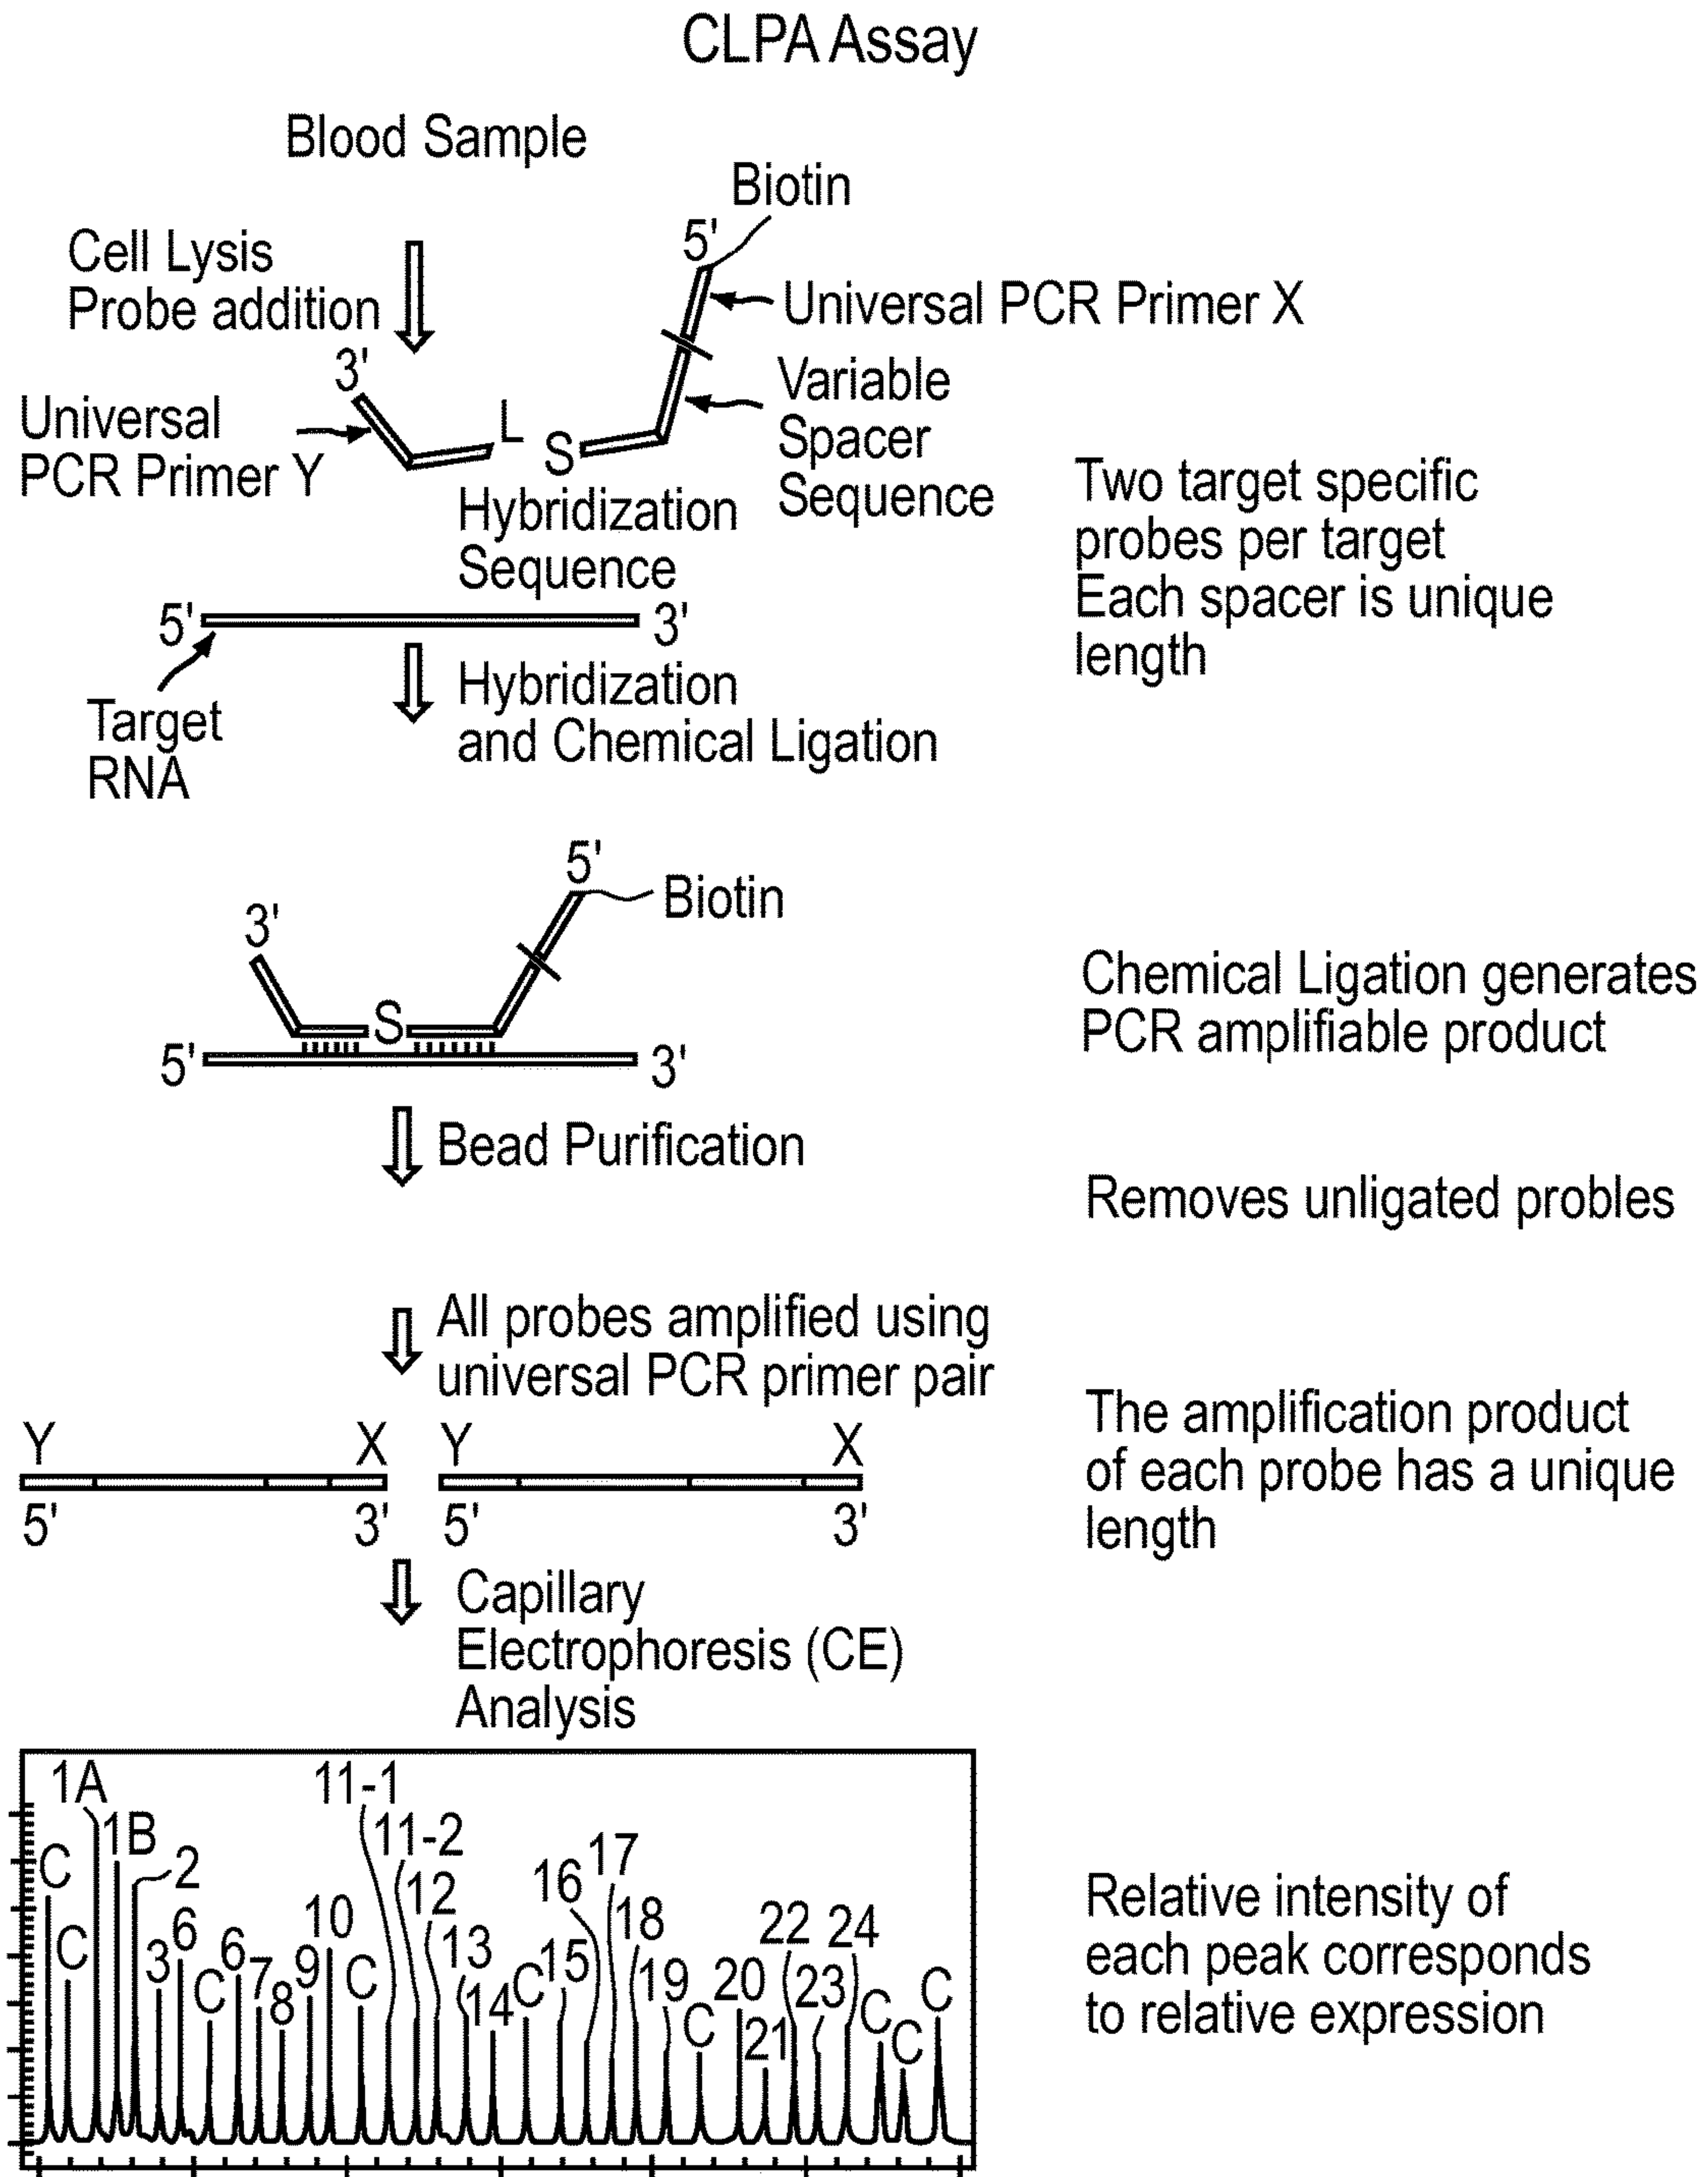 CLPA Assay
Blood Sample
Biotin
5'
Cell Lysis
Probe addition
Universal PCR Primer X
3'
Variable
Spacer
Sequence
Universal
PCR Primer Y
L
S
Hybridization
Sequence
Two target specific
probes per target
Each spacer is unique
length
5'
3'
Target
RNA
Hybridization
and Chemical Ligation
5'
Biotin
3'
S
5'
3'
Chemical Ligation generates
PCR amplifiable product
Bead Purification
Removes unligated probles
All probes amplified using
universal PCR primer pair
Y X Y X
5' 3' 5' 3'
The amplification product
of each probe has a unique
length
Capillary
Electrophoresis (CE)
Analysis
1A
11-1
1B
11-2
C
2
17
16
12
10
6
18
22
24
C
3
6
13
9
C
7
8
C
14
C
15
19
20
23
C
21
C
C
C
Relative intensity of
each peak corresponds
to relative expression